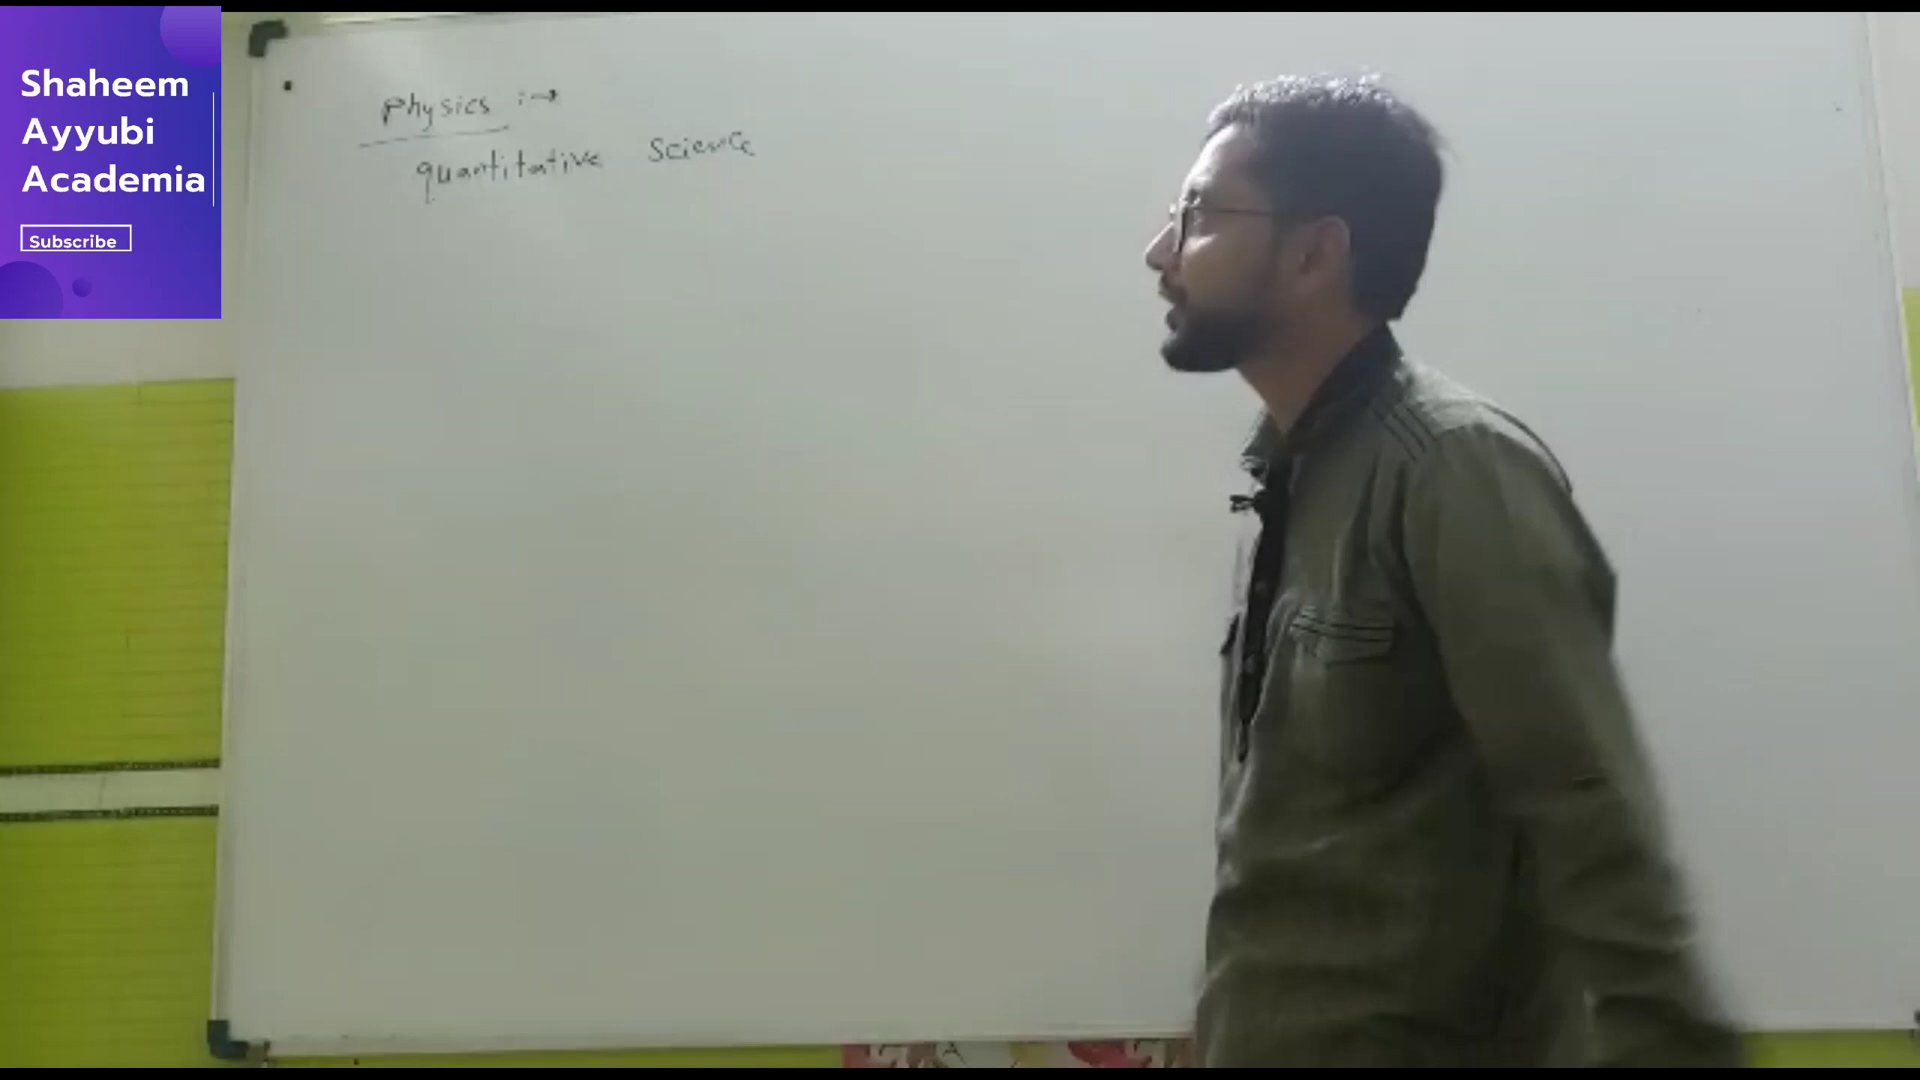 Shaheem
Ayyubi
Academia
Subscribe
Physics :→
quantitative Science